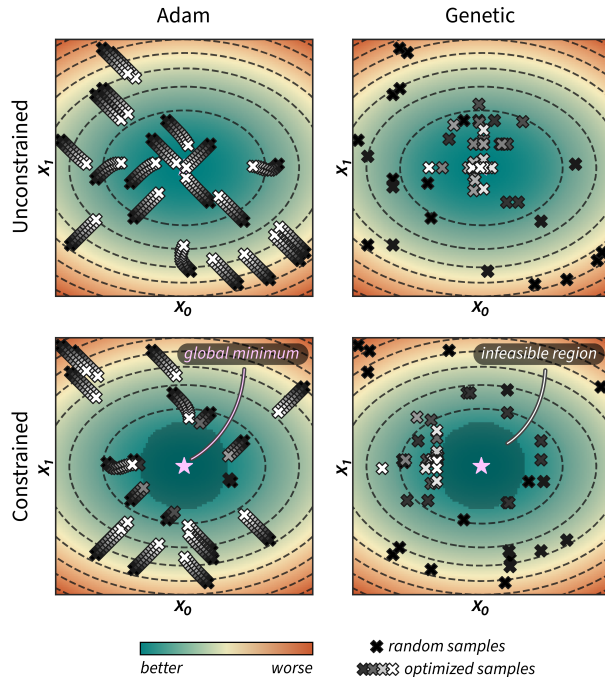 Adam
Genetic
Unconstrained
X₁
X₀
X₁
X₀
Constrained
global minimum
infeasible region
X₁
X₀
X₁
X₀
better
worse
random samples
optimized samples